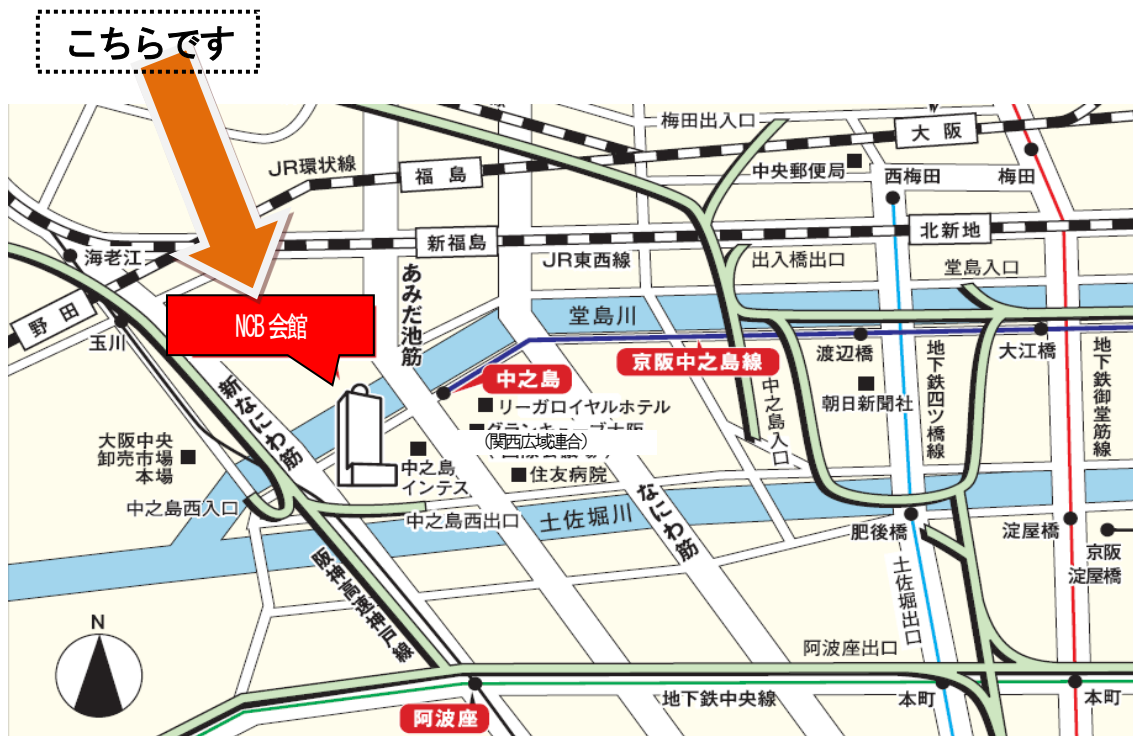 こちらです
梅田出入口
大阪
JR環状線
福島
中央郵便局
西梅田
梅田
海老江
新福島
北新地
JR東西線
出入橋出口
堂島入口
野田
玉川
NCB 会館
あみだ池筋
堂島川
京阪中之島線
渡辺橋
大江橋
中之島
中之島入口
地下鉄四ツ橋線
地下鉄御堂筋線
新なにわ筋
リーガロイヤルホテル
朝日新聞社
(関西広域連合)
大阪中央
卸売市場
本場
中之島
インテス
住友病院
中之島西入口
中之島西出口
土佐堀川
なにわ筋
肥後橋
淀屋橋
京阪
淀屋橋
阪神高速神戸線
土佐堀出口
N
阿波座出口
地下鉄中央線
本町
本町
阿波座